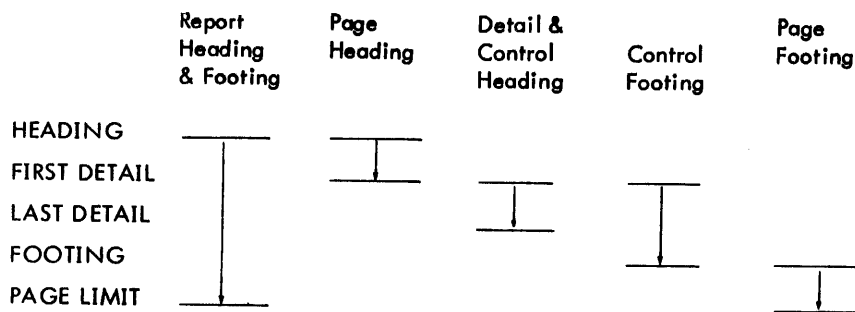 Report
Heading
& Footing
Page
Heading
Detail &
Control
Heading
Control
Footing
Page
Footing
HEADING
FIRST DETAIL
LAST DETAIL
FOOTING
PAGE LIMIT